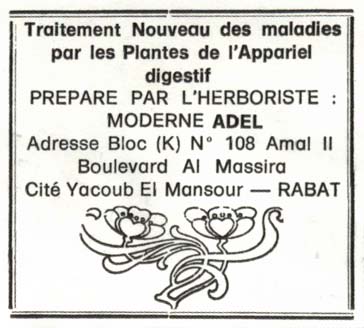 Traitement Nouveau des maladies
par les Plantes de l'Appariel
digestif
PREPARE PAR L'HERBORISTE :
MODERNE ADEL
Adresse Bloc (K) N° 108 Amal II
Boulevard Al Massira
Cité Yacoub El Mansour — RABAT